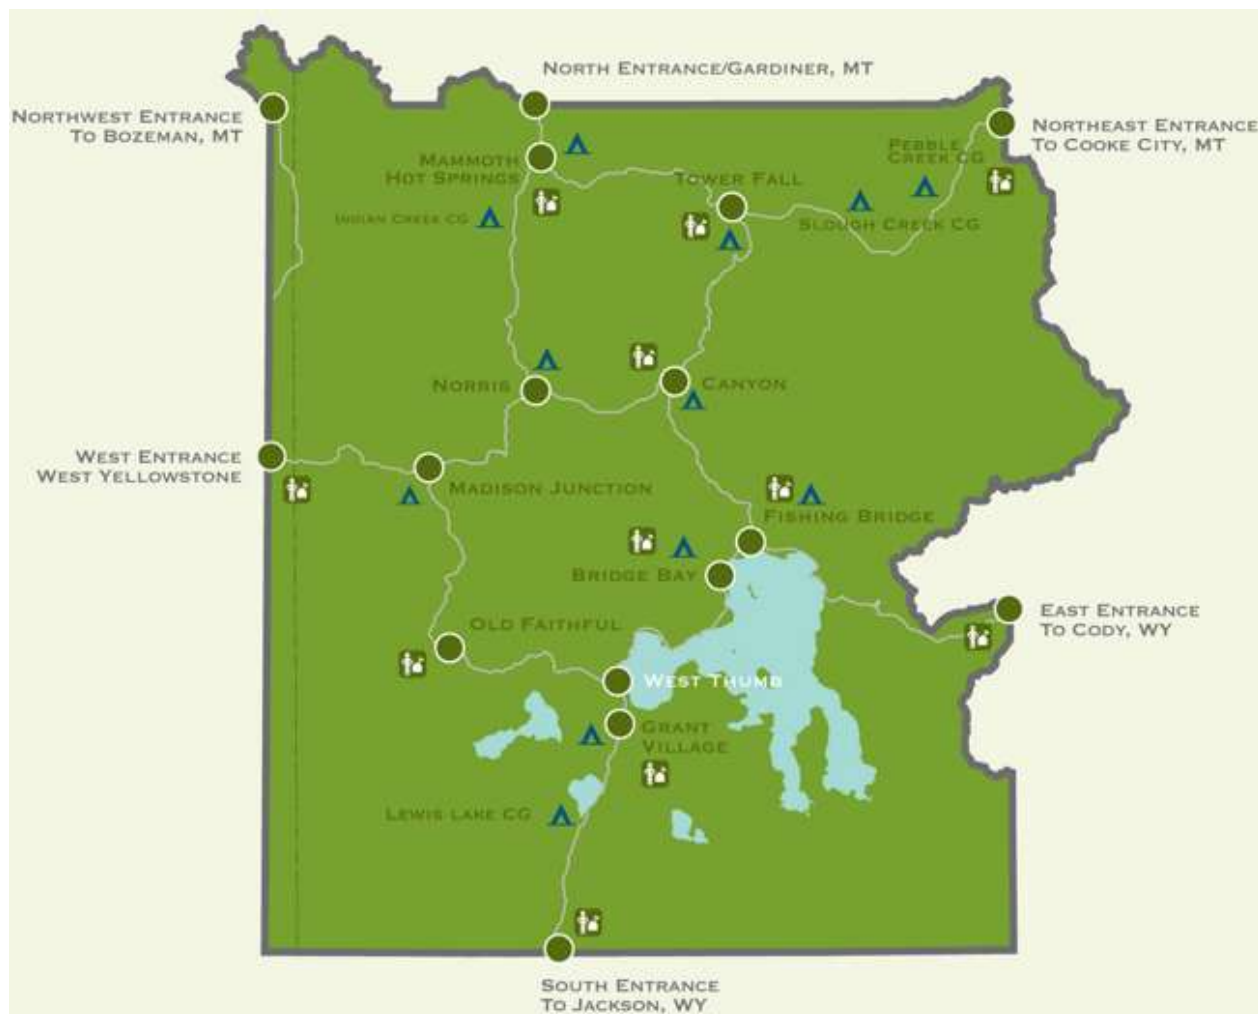 North Entrance/Gardiner, MT
Northwest Entrance
To Bozeman, MT
Northeast Entrance
To Cooke City, MT
Pebble
Creek CG
Mammoth
Hot Springs
Tower Fall
Indian Creek CG
Slough Creek CG
Norris
Canyon
West Entrance
West Yellowstone
Madison Junction
Fishing Bridge
Bridge Bay
East Entrance
To Cody, WY
Old Faithful
West Thumb
Grant
Village
Lewis Lake CG
South Entrance
To Jackson, WY